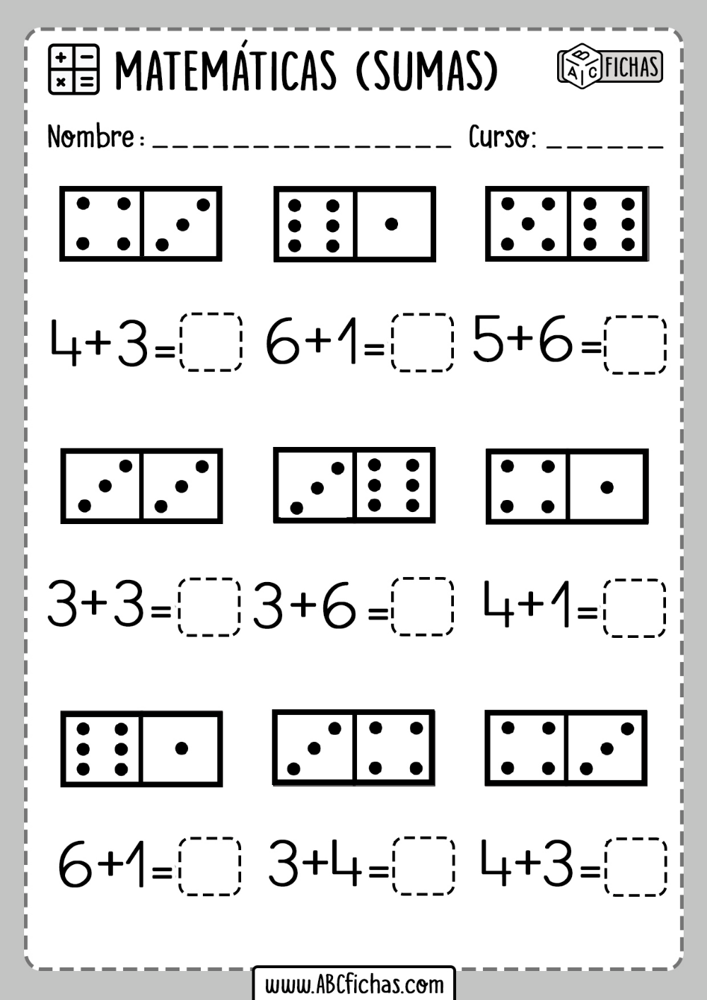 MATEMÁTICAS (SUMAS)
ABC FICHAS
Nombre: _ _ _ _ _ _ _ _ _ _ _ _ _ _ _ Curso: _ _ _ _ _ _
4+3= 6+1= 5+6=
3+3= 3+6= 4+1=
6+1= 3+4= 4+3=
www.ABCfichas.com